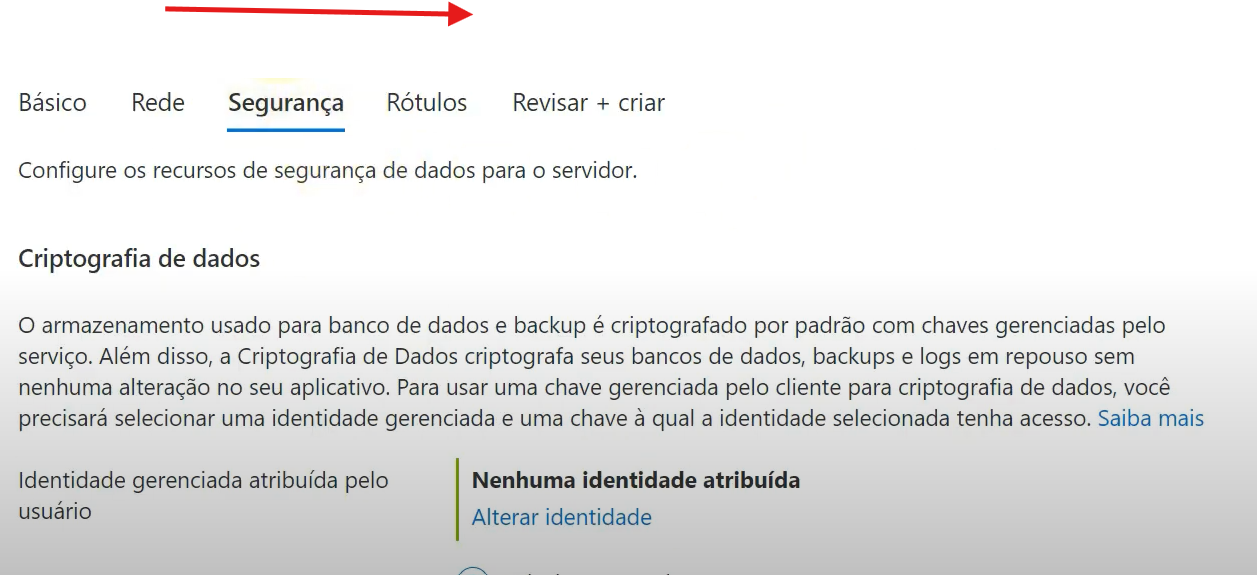 Básico Rede Segurança Rótulos Revisar + criar
Configure os recursos de segurança de dados para o servidor.
Criptografia de dados
O armazenamento usado para banco de dados e backup é criptografado por padrão com chaves gerenciadas pelo
serviço. Além disso, a Criptografia de Dados criptografa seus bancos de dados, backups e logs em repouso sem
nenhuma alteração no seu aplicativo. Para usar uma chave gerenciada pelo cliente para criptografia de dados, você
precisará selecionar uma identidade gerenciada e uma chave à qual a identidade selecionada tenha acesso. Saiba mais
Identidade gerenciada atribuída pelo
usuário
Nenhuma identidade atribuída
Alterar identidade